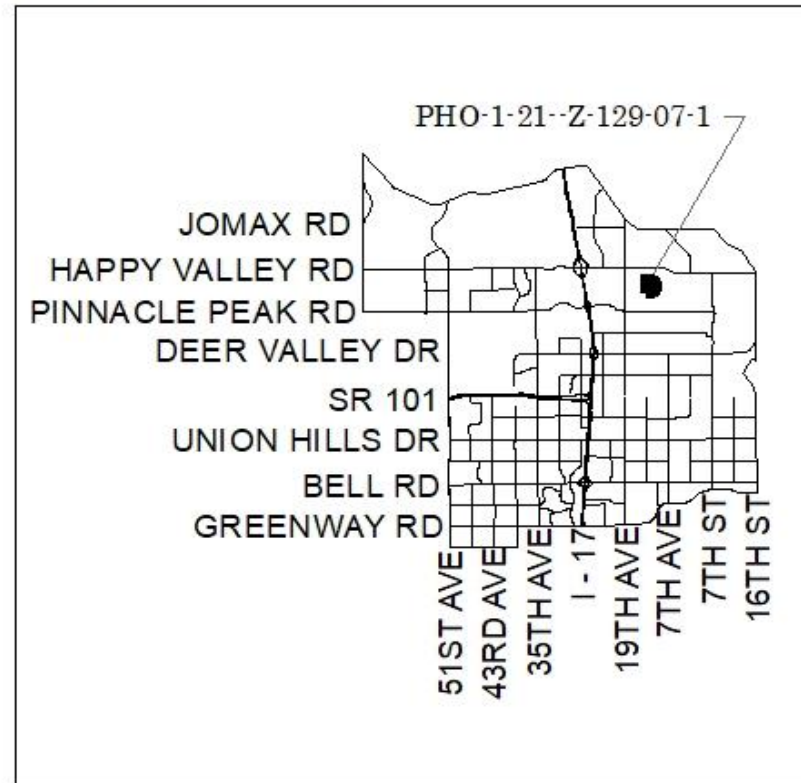 PHO-1-21--Z-129-07-1
JOMAX RD
HAPPY VALLEY RD
PINNACLE PEAK RD
DEER VALLEY DR
SR 101
UNION HILLS DR
BELL RD
GREENWAY RD
51ST AVE
43RD AVE
35TH AVE
I - 17
19TH AVE
7TH AVE
7TH ST
16TH ST